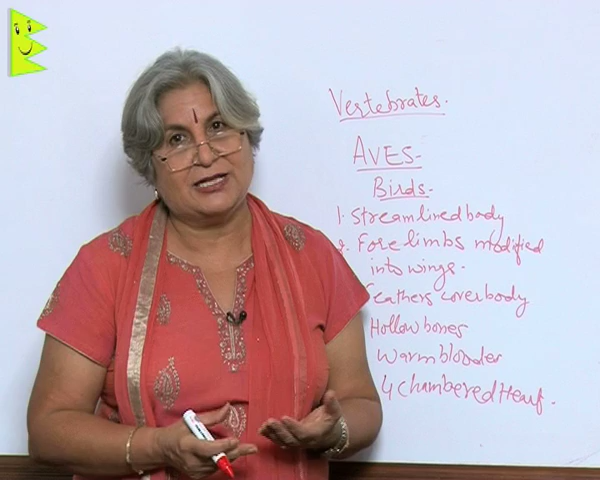 Vertebrates.
AVES-
Birds-
1. Streamlined body
2. Fore limbs modified
into wings.
Feathers cover body
Hollow bones
Warm blooded
4 chambered Heart.